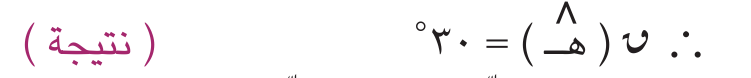 ∴ ق ( هـ̂ ) = ٣٠° ( نتيجة )